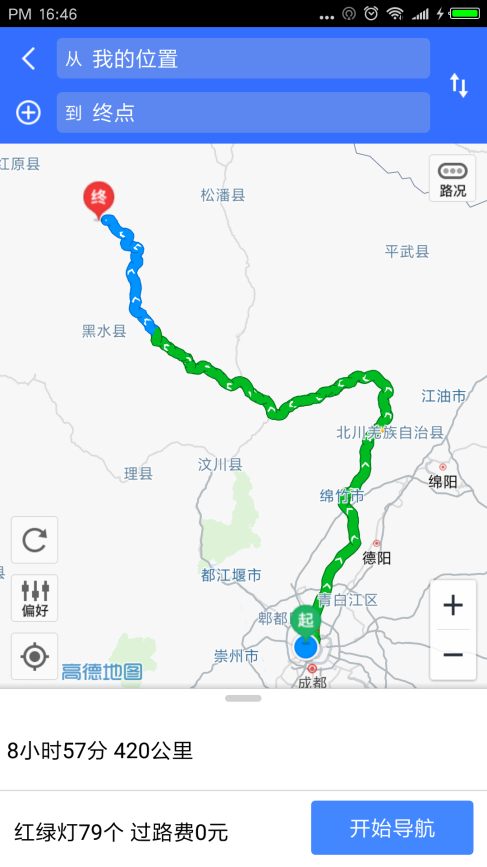 PM 16:46
从 我的位置
到 终点
路况
红原县
松潘县
终
平武县
黑水县
江油市
北川羌族自治县
汶川县
理县
绵阳
绵竹市
德阳
都江堰市
青白江区
郫都
起
崇州市
成都
偏好
高德地图
8小时57分 420公里
红绿灯79个 过路费0元
开始导航